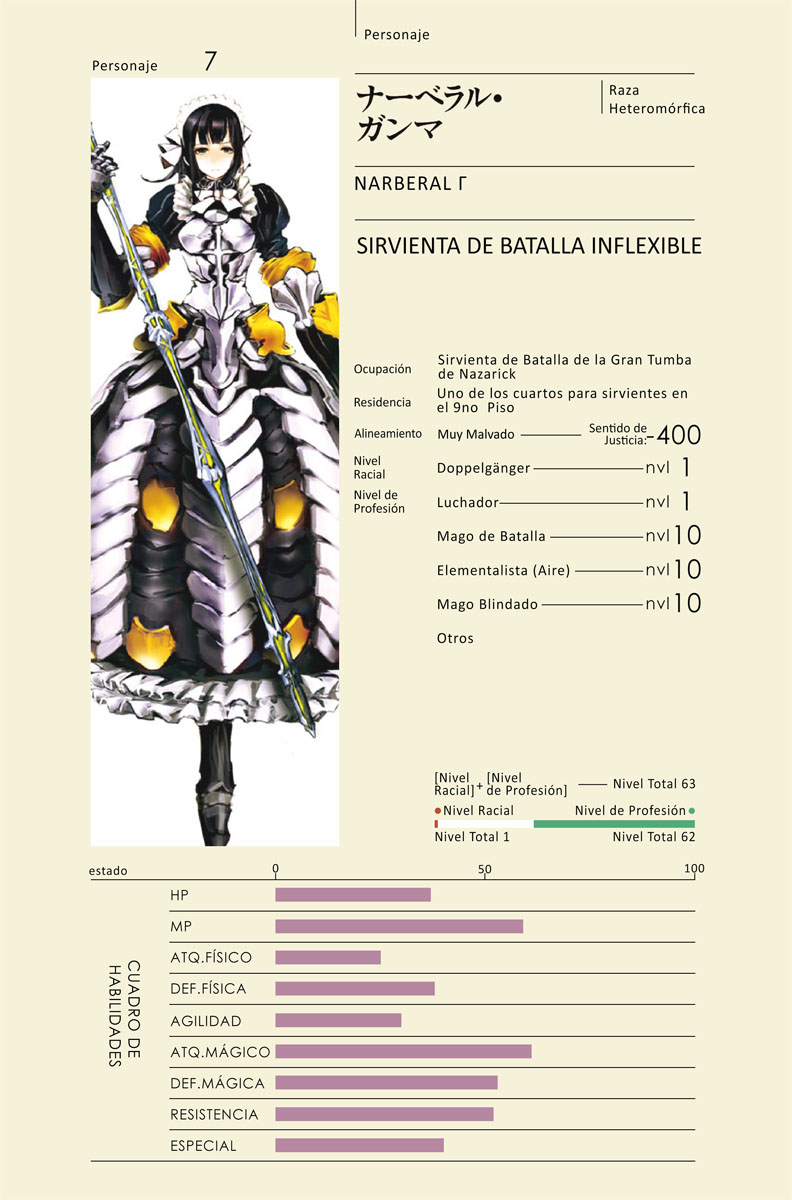 Personaje
Personaje 7
ナーベラル・
ガンマ
Raza
Heteromórfica
NARBERAL Γ
SIRVIENTA DE BATALLA INFLEXIBLE
Ocupación
Sirvienta de Batalla de la Gran Tumba
de Nazarick
Residencia
Uno de los cuartos para sirvientes en
el 9no Piso
Alineamiento Muy Malvado
Sentido de
Justicia:-400
Nivel
Racial
Doppelgänger nvl 1
Nivel de
Profesión
Luchador nvl 1
Mago de Batalla nvl 10
Elementalista (Aire) nvl 10
Mago Blindado nvl 10
Otros
[Nivel
Racial]
+
[Nivel
de Profesión]
Nivel Total 63
Nivel Racial
Nivel de Profesión
Nivel Total 1
Nivel Total 62
estado 0 50 100
CUADRO DE
HABILIDADES
HP
MP
ATQ.FÍSICO
DEF.FÍSICA
AGILIDAD
ATQ.MÁGICO
DEF.MÁGICA
RESISTENCIA
ESPECIAL